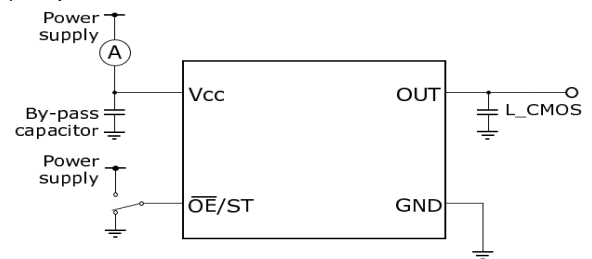 Power
supply
A
Vcc
OUT
By-pass
capacitor
L_CMOS
Power
supply
OE/ST
GND